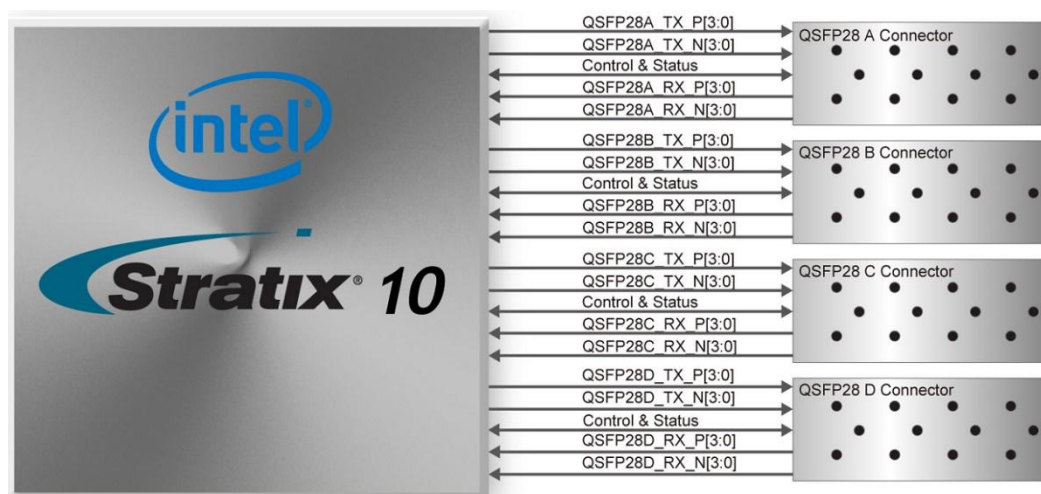 intel
Stratix® 10
QSFP28A_TX_P[3:0]
QSFP28A_TX_N[3:0]
Control & Status
QSFP28A_RX_P[3:0]
QSFP28A_RX_N[3:0]
QSFP28 A Connector
QSFP28B_TX_P[3:0]
QSFP28B_TX_N[3:0]
Control & Status
QSFP28B_RX_P[3:0]
QSFP28B_RX_N[3:0]
QSFP28 B Connector
QSFP28C_TX_P[3:0]
QSFP28C_TX_N[3:0]
Control & Status
QSFP28C_RX_P[3:0]
QSFP28C_RX_N[3:0]
QSFP28 C Connector
QSFP28D_TX_P[3:0]
QSFP28D_TX_N[3:0]
Control & Status
QSFP28D_RX_P[3:0]
QSFP28D_RX_N[3:0]
QSFP28 D Connector